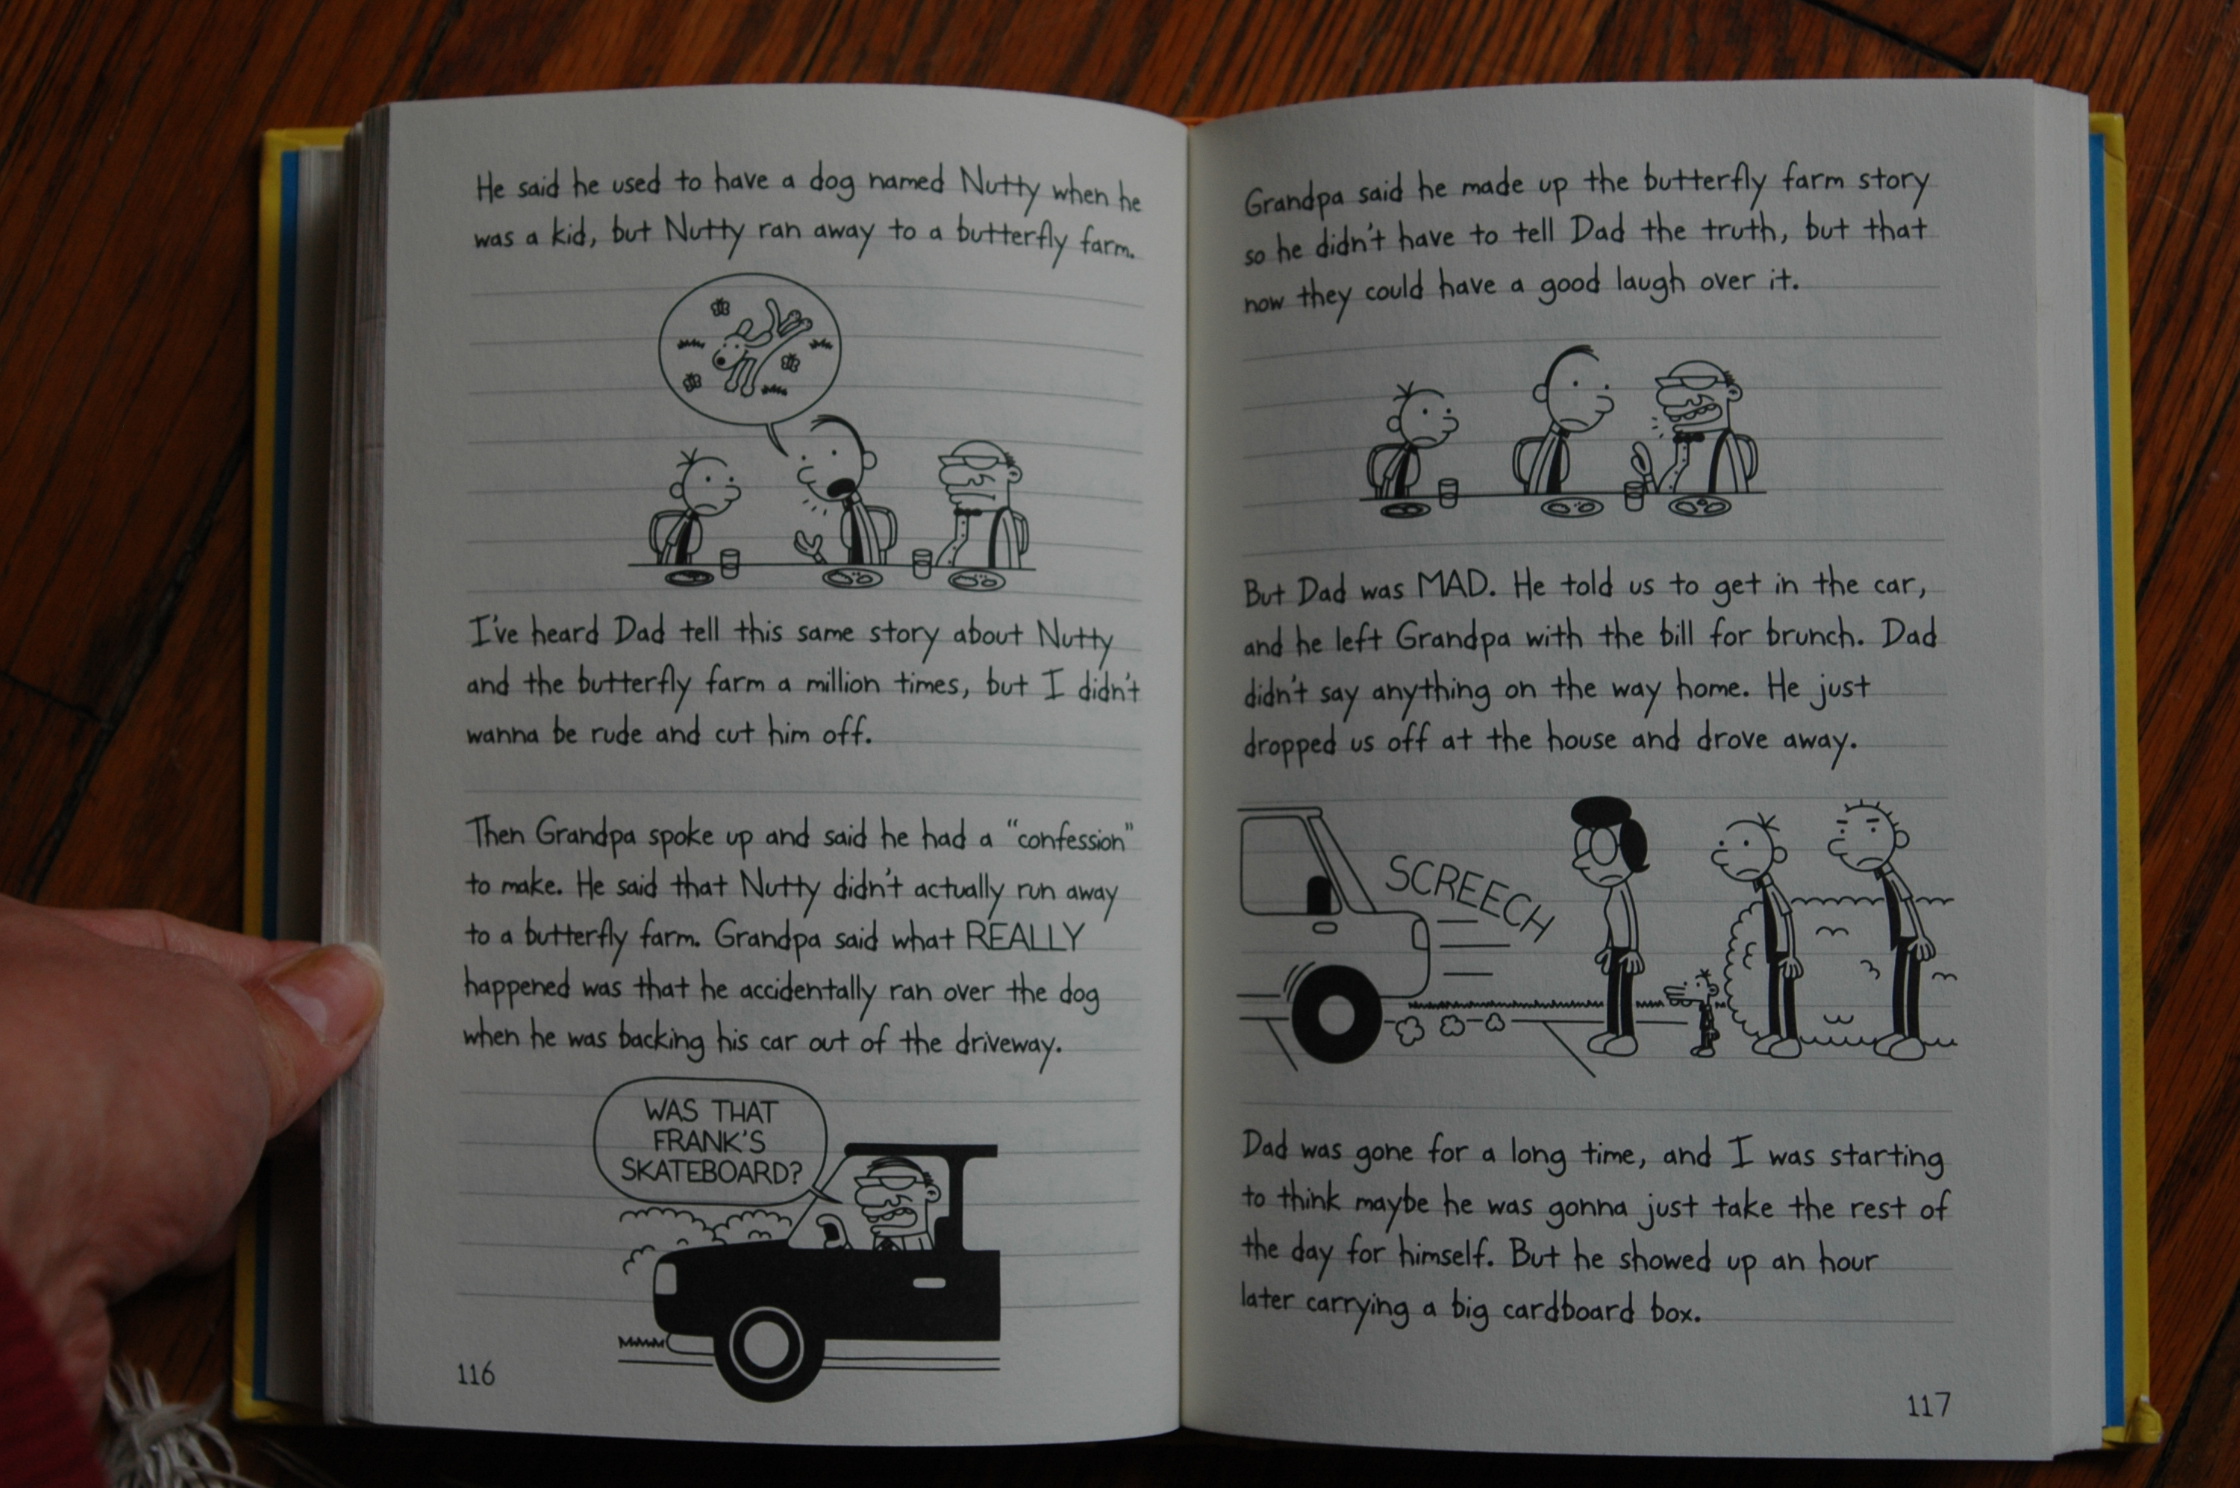 He said he used to have a dog named Nutty when he
was a kid, but Nutty ran away to a butterfly farm.
I've heard Dad tell this same story about Nutty
and the butterfly farm a million times, but I didn't
wanna be rude and cut him off.
Then Grandpa spoke up and said he had a "confession"
to make. He said that Nutty didn't actually run away
to a butterfly farm. Grandpa said what REALLY
happened was that he accidentally ran over the dog
when he was backing his car out of the driveway.
WAS THAT
FRANK'S
SKATEBOARD?
116
Grandpa said he made up the butterfly farm story
so he didn't have to tell Dad the truth, but that
now they could have a good laugh over it.
But Dad was MAD. He told us to get in the car,
and he left Grandpa with the bill for brunch. Dad
didn't say anything on the way home. He just
dropped us off at the house and drove away.
SCREECH
Dad was gone for a long time, and I was starting
to think maybe he was gonna just take the rest of
the day for himself. But he showed up an hour
later carrying a big cardboard box.
117